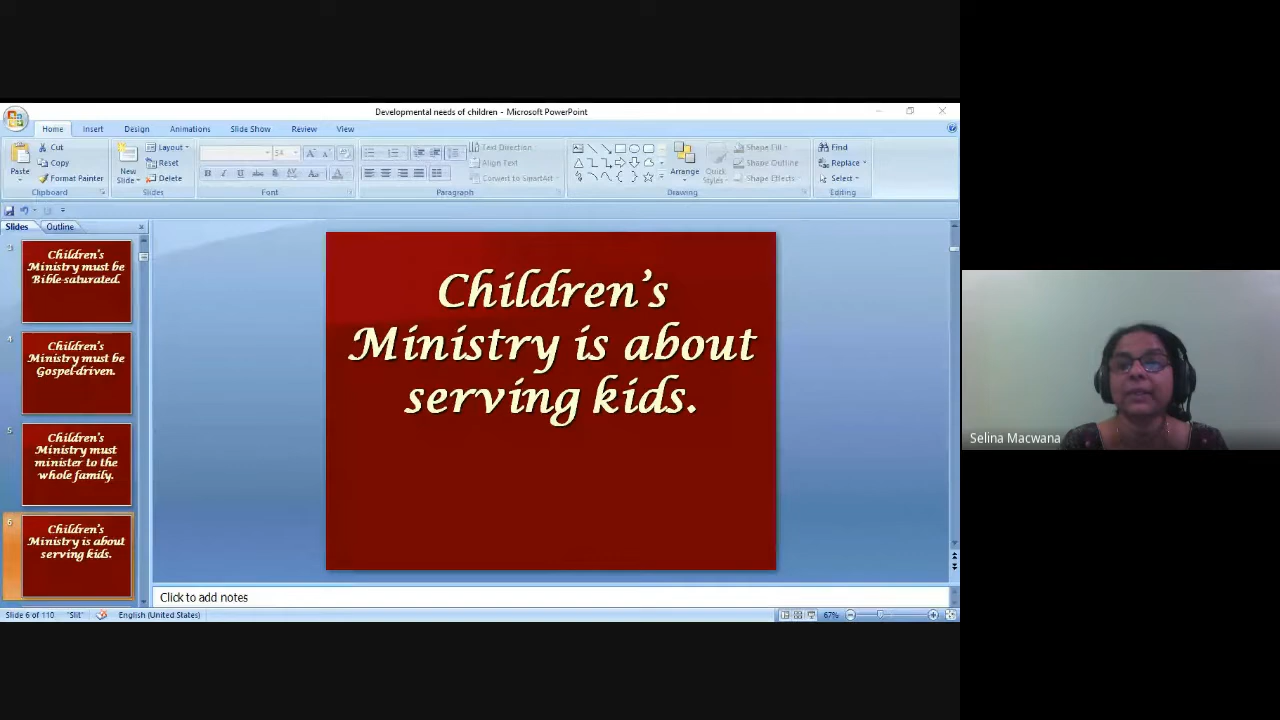 Developmental needs of children - Microsoft PowerPoint
Home Insert Design Animations Slide Show Review View
Paste
Cut
Copy
Format Painter
Clipboard
New Slide
Layout
Reset
Delete
Slides
54
Font
Text Direction
Align Text
Convert to SmartArt
Paragraph
Arrange
Quick Styles
Shape Fill
Shape Outline
Shape Effects
Drawing
Find
Replace
Select
Editing
Slides Outline
Children's
Ministry must be
Bible-saturated.
4
Children's
Ministry must be
Gospel-driven.
5
Children's
Ministry must
minister to the
whole family.
6
Children's
Ministry is about
serving kids.
Children's
Ministry is about
serving kids.
Click to add notes
Slide 6 of 110 "Slit" English (United States) 67%
Selina Macwana